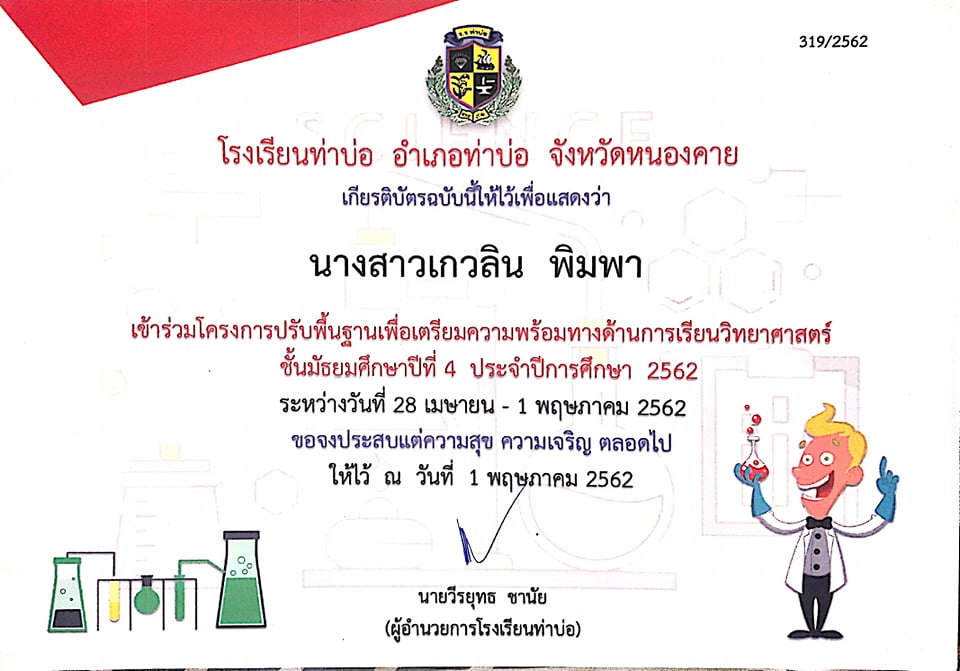 319/2562
ร.ร ท่าบ่อ
SCIENCE
โรงเรียนท่าบ่อ อำเภอท่าบ่อ จังหวัดหนองคาย
เกียรติบัตรฉบับนี้ให้ไว้เพื่อแสดงว่า
นางสาวเกวลิน พิมพา
เข้าร่วมโครงการปรับพื้นฐานเพื่อเตรียมความพร้อมทางด้านการเรียนวิทยาศาสตร์
ชั้นมัธยมศึกษาปีที่ 4 ประจำปีการศึกษา 2562
ระหว่างวันที่ 28 เมษายน - 1 พฤษภาคม 2562
ขอจงประสบแต่ความสุข ความเจริญ ตลอดไป
ให้ไว้ ณ วันที่ 1 พฤษภาคม 2562
นายวีรยุทธ ชานัย
(ผู้อำนวยการโรงเรียนท่าบ่อ)